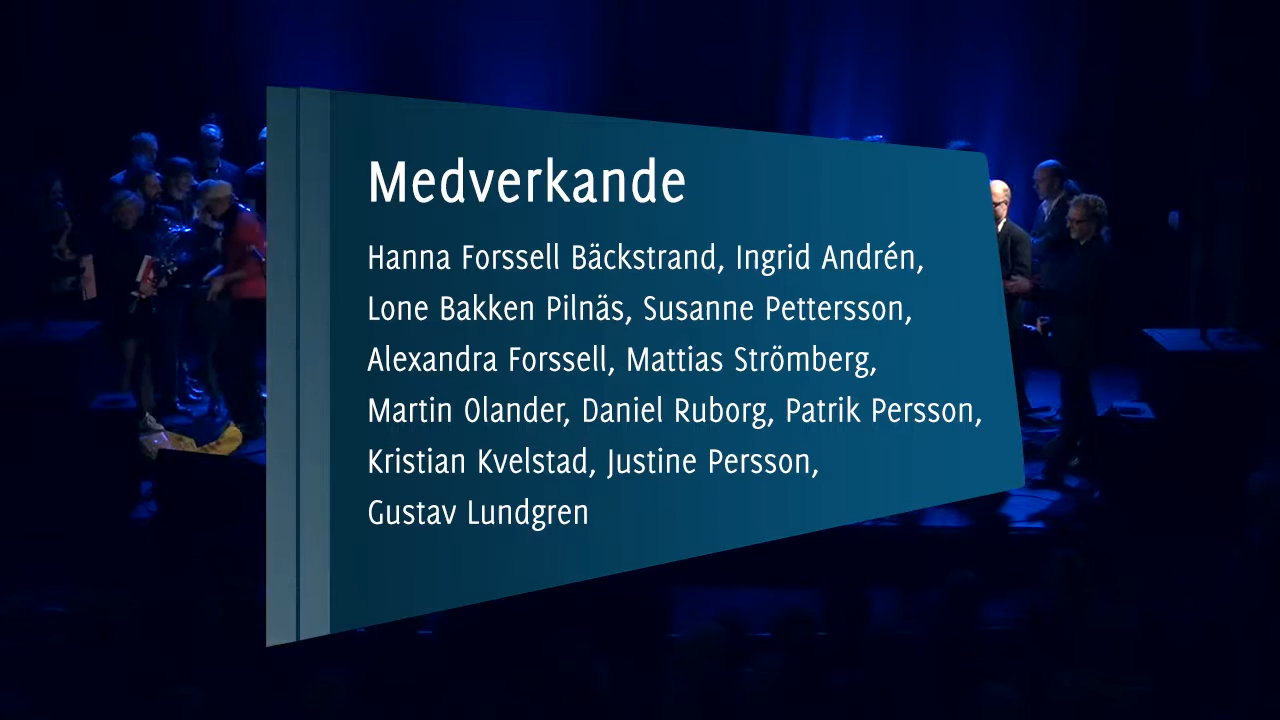 Medverkande
Hanna Forssell Bäckstrand, Ingrid Andrén,
Lone Bakken Pilnäs, Susanne Pettersson,
Alexandra Forssell, Mattias Strömberg,
Martin Olander, Daniel Ruborg, Patrik Persson,
Kristian Kvelstad, Justine Persson,
Gustav Lundgren